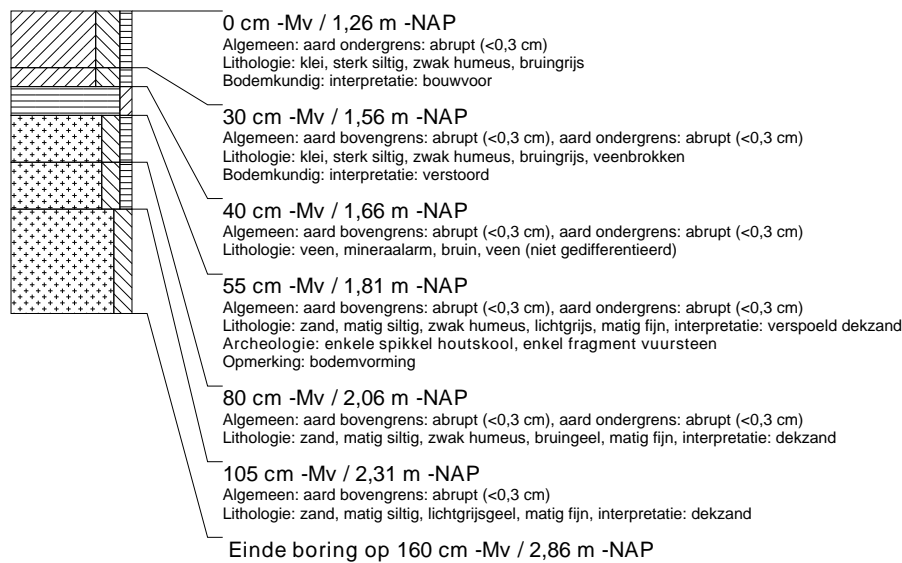 0 cm -Mv / 1,26 m -NAP
Algemeen: aard ondergrens: abrupt (<0,3 cm)
Lithologie: klei, sterk siltig, zwak humeus, bruingrijs
Bodemkundig: interpretatie: bouwvoor
30 cm -Mv / 1,56 m -NAP
Algemeen: aard bovengrens: abrupt (<0,3 cm), aard ondergrens: abrupt (<0,3 cm)
Lithologie: klei, sterk siltig, zwak humeus, bruingrijs, veenbrokken
Bodemkundig: interpretatie: verstoord
40 cm -Mv / 1,66 m -NAP
Algemeen: aard bovengrens: abrupt (<0,3 cm), aard ondergrens: abrupt (<0,3 cm)
Lithologie: veen, mineraalarm, bruin, veen (niet gedifferentieerd)
55 cm -Mv / 1,81 m -NAP
Algemeen: aard bovengrens: abrupt (<0,3 cm), aard ondergrens: abrupt (<0,3 cm)
Lithologie: zand, matig siltig, zwak humeus, lichtgrijs, matig fijn, interpretatie: verspoeld dekzand
Archeologie: enkele spikkel houtskool, enkel fragment vuursteen
Opmerking: bodemvorming
80 cm -Mv / 2,06 m -NAP
Algemeen: aard bovengrens: abrupt (<0,3 cm), aard ondergrens: abrupt (<0,3 cm)
Lithologie: zand, matig siltig, zwak humeus, bruingeel, matig fijn, interpretatie: dekzand
105 cm -Mv / 2,31 m -NAP
Algemeen: aard bovengrens: abrupt (<0,3 cm)
Lithologie: zand, matig siltig, lichtgrijsgeel, matig fijn, interpretatie: dekzand
Einde boring op 160 cm -Mv / 2,86 m -NAP